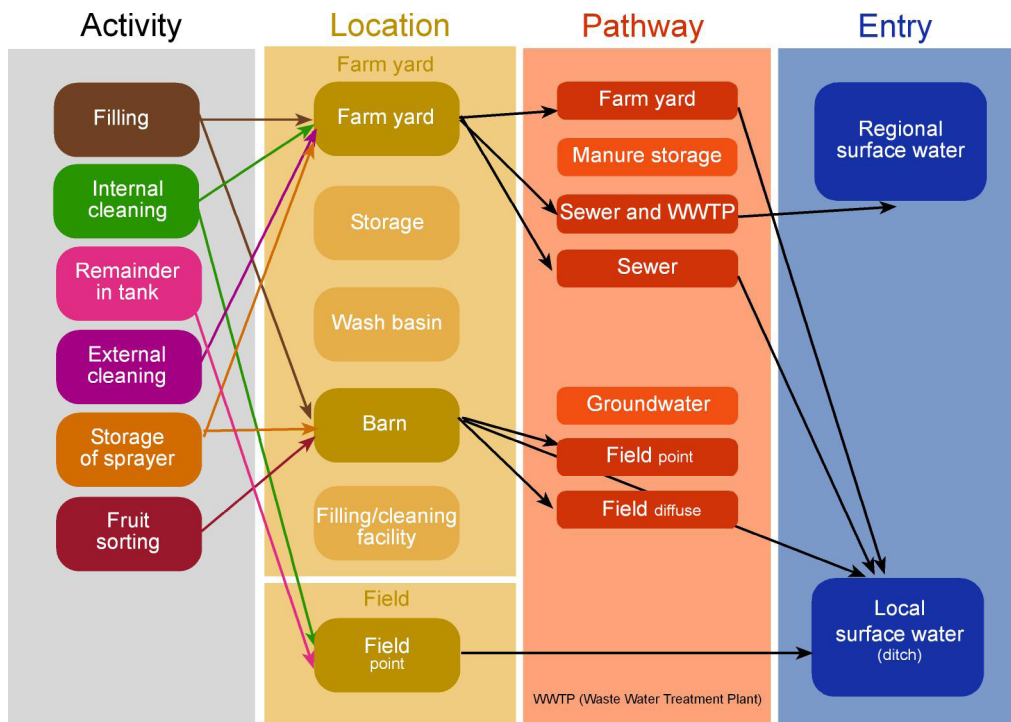 Activity
Location
Pathway
Entry
Filling
Internal
cleaning
Remainder
in tank
External
cleaning
Storage
of sprayer
Fruit
sorting
Farm yard
Farm yard
Storage
Wash basin
Barn
Filling/cleaning
facility
Field
Field
point
Farm yard
Manure storage
Sewer and WWTP
Sewer
Groundwater
Field point
Field diffuse
WWTP (Waste Water Treatment Plant)
Regional
surface water
Local
surface water
(ditch)